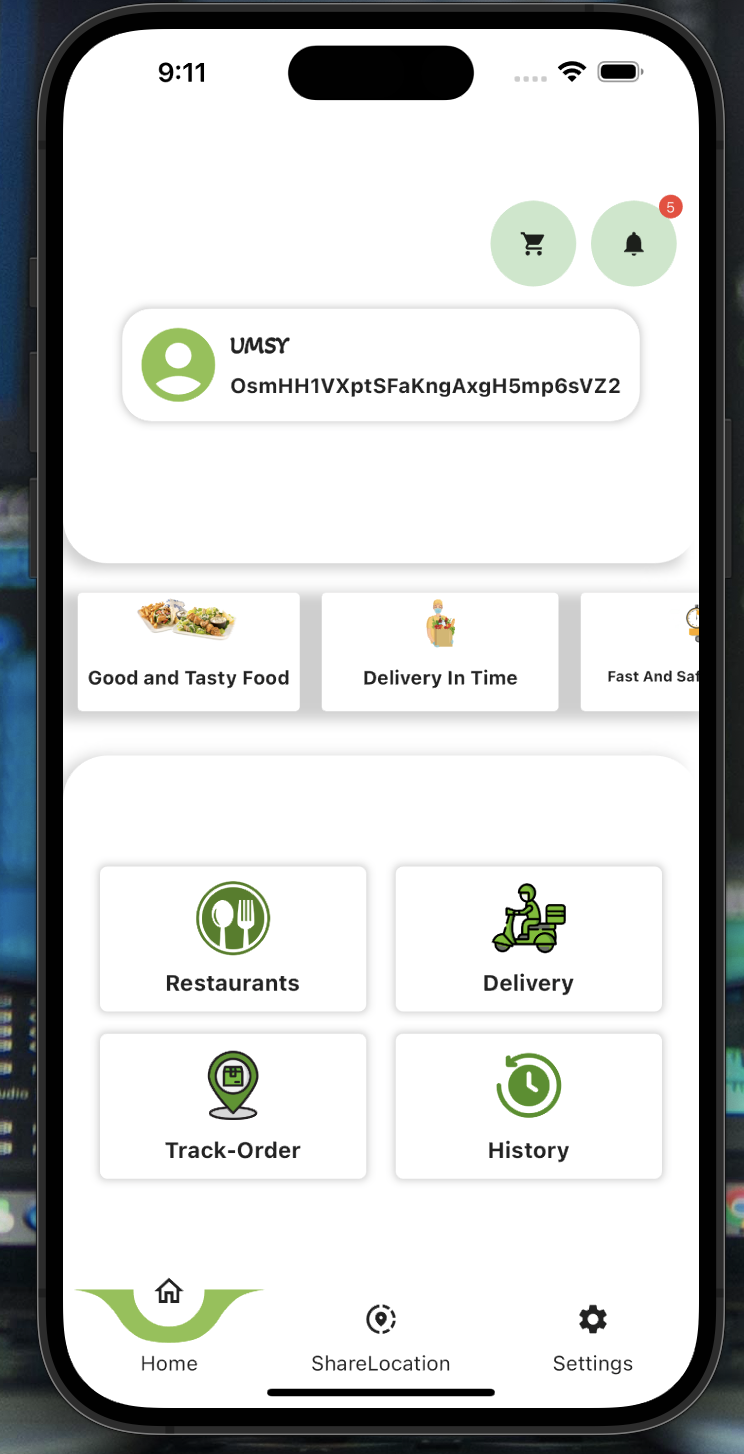 9:11
5
UMSY
OsmHH1VXptSFaKngAxgH5mp6sVZ2
Good and Tasty Food
Delivery In Time
Fast And Saf
Restaurants
Delivery
Track-Order
History
Home
ShareLocation
Settings